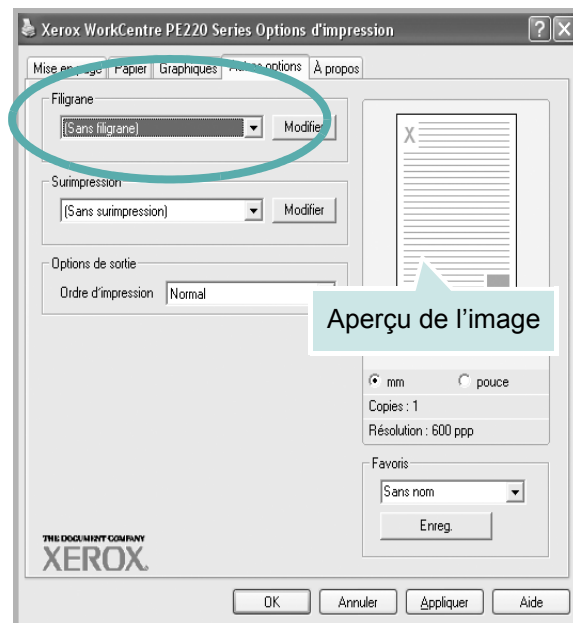 Xerox WorkCentre PE220 Series Options d'impression
Mise en page Papier Graphiques Autres options À propos
Filigrane
(Sans filigrane) Modifier
Surimpression
(Sans surimpression) Modifier
Options de sortie
Ordre d'impression Normal
X
Aperçu de l'image
mm pouce
Copies : 1
Résolution : 600 ppp
Favoris
Sans nom
Enreg.
THE DOCUMENT COMPANY
XEROX.
OK Annuler Appliquer Aide